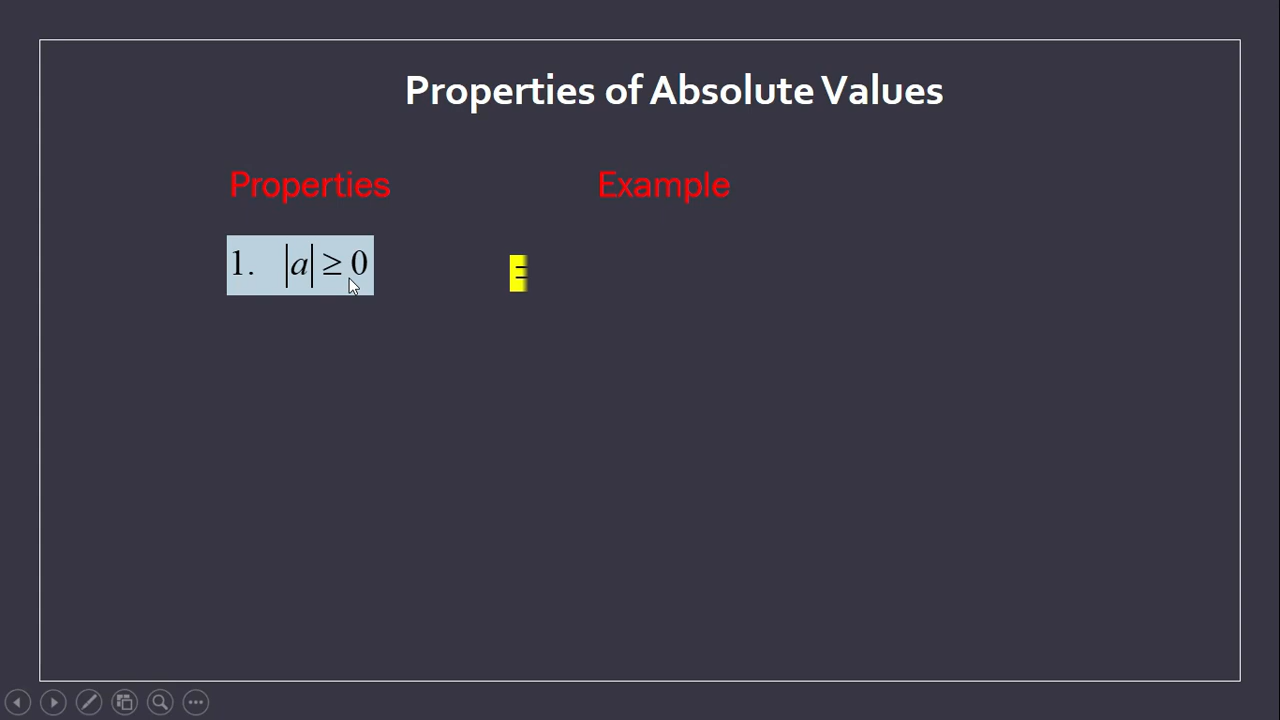 Properties of Absolute Values
Properties Example
1. |a| ≥ 0